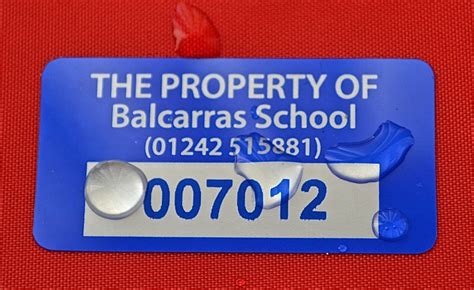 THE PROPERTY OF
Balcarras School
(01242 515881)
007012